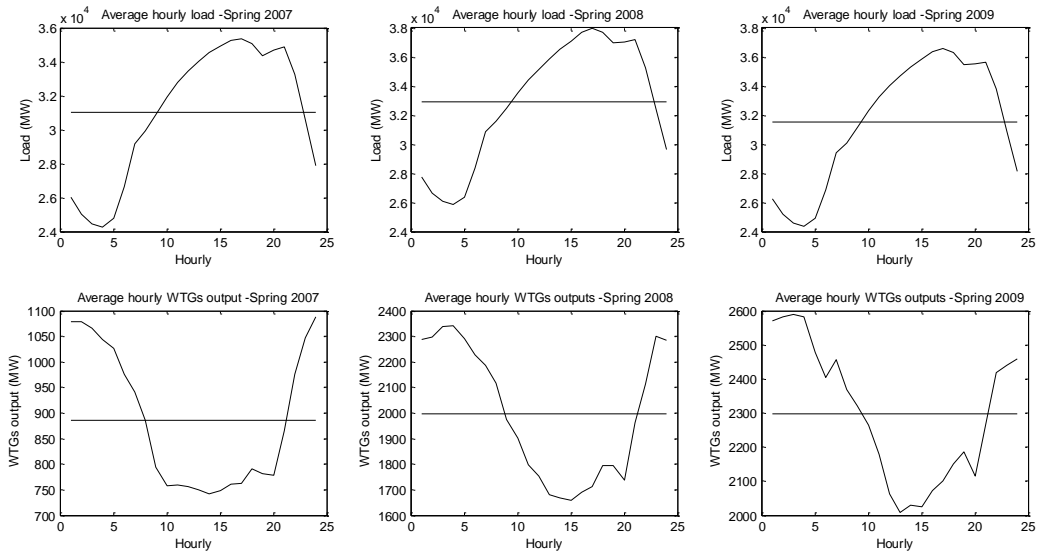 x 10⁴ Average hourly load -Spring 2007
3.6
3.4
3.2
3
2.8
2.6
2.4
Load (MW)
0 5 10 15 20 25
Hourly
x 10⁴ Average hourly load -Spring 2008
3.8
3.6
3.4
3.2
3
2.8
2.6
2.4
Load (MW)
0 5 10 15 20 25
Hourly
x 10⁴ Average hourly load -Spring 2009
3.8
3.6
3.4
3.2
3
2.8
2.6
2.4
Load (MW)
0 5 10 15 20 25
Hourly
Average hourly WTGs output -Spring 2007
1100
1050
1000
950
900
850
800
750
700
WTGs output (MW)
0 5 10 15 20 25
Hourly
Average hourly WTGs outputs -Spring 2008
2400
2300
2200
2100
2000
1900
1800
1700
1600
WTGs output (MW)
0 5 10 15 20 25
Hourly
Average hourly WTGs outputs -Spring 2009
2600
2500
2400
2300
2200
2100
2000
WTGs output (MW)
0 5 10 15 20 25
Hourly